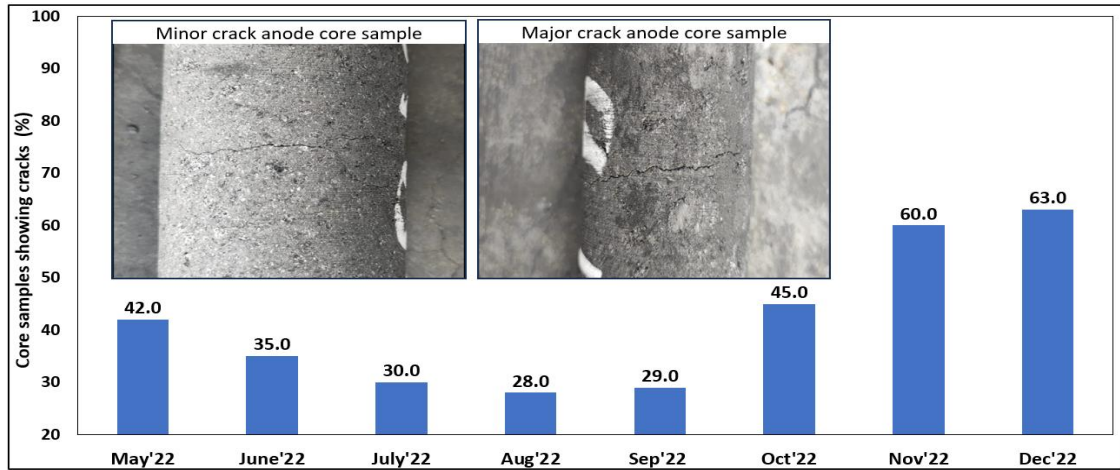 Minor crack anode core sample
Major crack anode core sample
Core samples showing cracks (%)
100
90
80
70
60
50
40
30
20
42.0
35.0
30.0
28.0
29.0
45.0
60.0
63.0
May'22
June'22
July'22
Aug'22
Sep'22
Oct'22
Nov'22
Dec'22